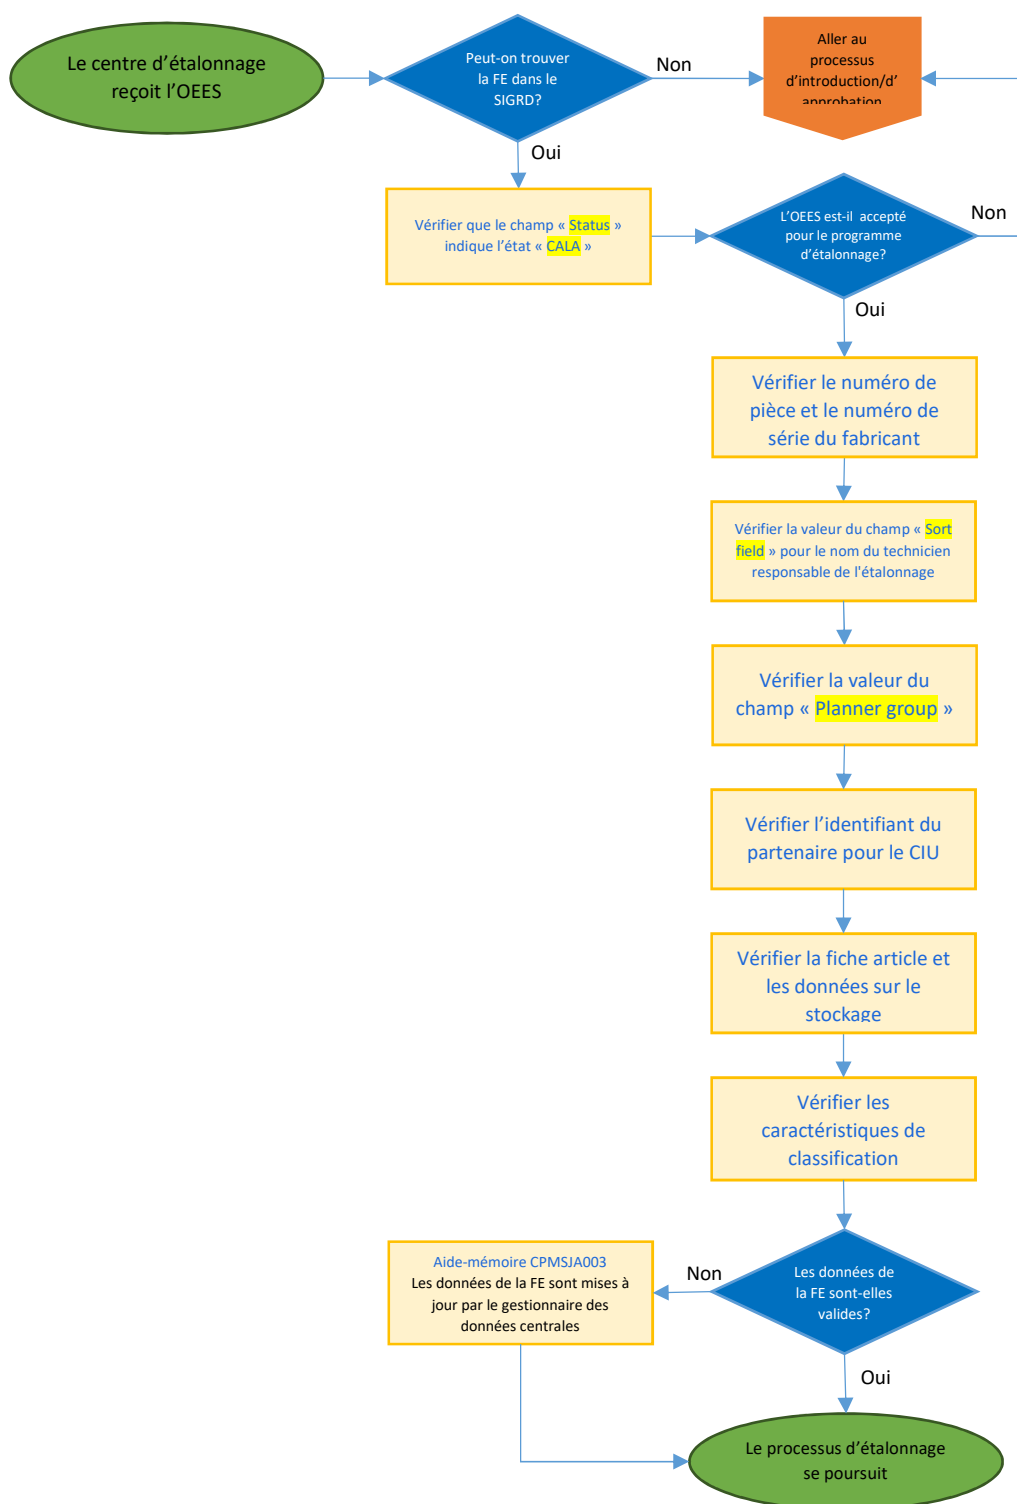 Le centre d’étalonnage
reçoit l’OEES
Peut-on trouver
la FE dans le
SIGRD?
Non
Aller au
processus
d’introduction/d’
approbation
Oui
Vérifier que le champ « Status »
indique l’état « CALA »
L’OEES est-il accepté
pour le programme
d’étalonnage?
Non
Oui
Vérifier le numéro de
pièce et le numéro de
série du fabricant
Vérifier la valeur du champ « Sort
field » pour le nom du technicien
responsable de l'étalonnage
Vérifier la valeur du
champ « Planner group »
Vérifier l’identifiant du
partenaire pour le CIU
Vérifier la fiche article et
les données sur le
stockage
Vérifier les
caractéristiques de
classification
Aide-mémoire CPMSJA003
Les données de la FE sont mises à
jour par le gestionnaire des
données centrales
Non
Les données de
la FE sont-elles
valides?
Oui
Le processus d’étalonnage
se poursuit